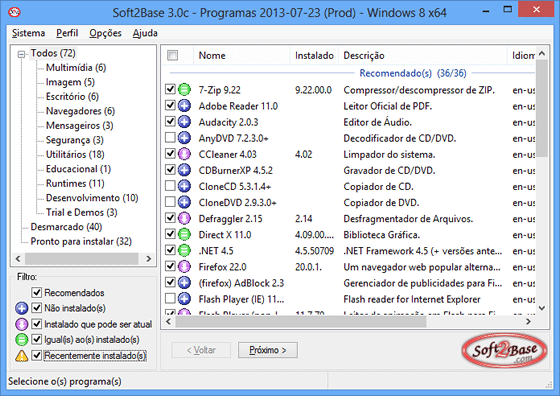 Soft2Base 3.0c - Programas 2013-07-23 (Prod) - Windows 8 x64
Sistema Perfil Opções Ajuda
Todos (72)
Multimídia (6)
Imagem (5)
Escritório (6)
Navegadores (6)
Mensageiros (3)
Segurança (3)
Utilitários (18)
Educacional (1)
Runtimes (11)
Desenvolvimento (10)
Trial e Demos (3)
Desmarcado (40)
Pronto para instalar (32)
Filtro:
Recomendados
Não instalado(s)
Instalado que pode ser atual
Igual(is) ao(s) instalado(s)
Recentemente instalado(s)
Nome Instalado Descrição Idiom
Recomendado(s) (36/36)
7-Zip 9.22 9.22.00.0 Compressor/descompressor de ZIP. en-us
Adobe Reader 11.0 Leitor Oficial de PDF. en-us
Audacity 2.0.3 Editor de Áudio. en-us
AnyDVD 7.2.3.0+ Decodificador de CD/DVD. en-us
CCleaner 4.03 4.02 Limpador do sistema. en-us
CDBurnerXP 4.5.2 Gravador de CD/DVD. en-us
CloneCD 5.3.1.4+ Copiador de CD. en-us
CloneDVD 2.9.3.0+ Copiador de DVD. en-us
Defraggler 2.15 2.14 Desfragmentador de Arquivos. en-us
Direct X 11.0 4.09.00.... Biblioteca Gráfica. en-us
.NET 4.5 4.5.50709 .NET Framework 4.5 (+ versões ante... en-us
Firefox 22.0 20.0.1. Um navegador web popular alterna... en-us
(firefox) AdBlock 2.3 Gerenciador de publicidades para Fi... en-us
Flash Player (IE) 11.... Flash reader for Internet Explorer en-us
< Voltar
Próximo >
Soft2Base
.com
Selecione o(s) programa(s)